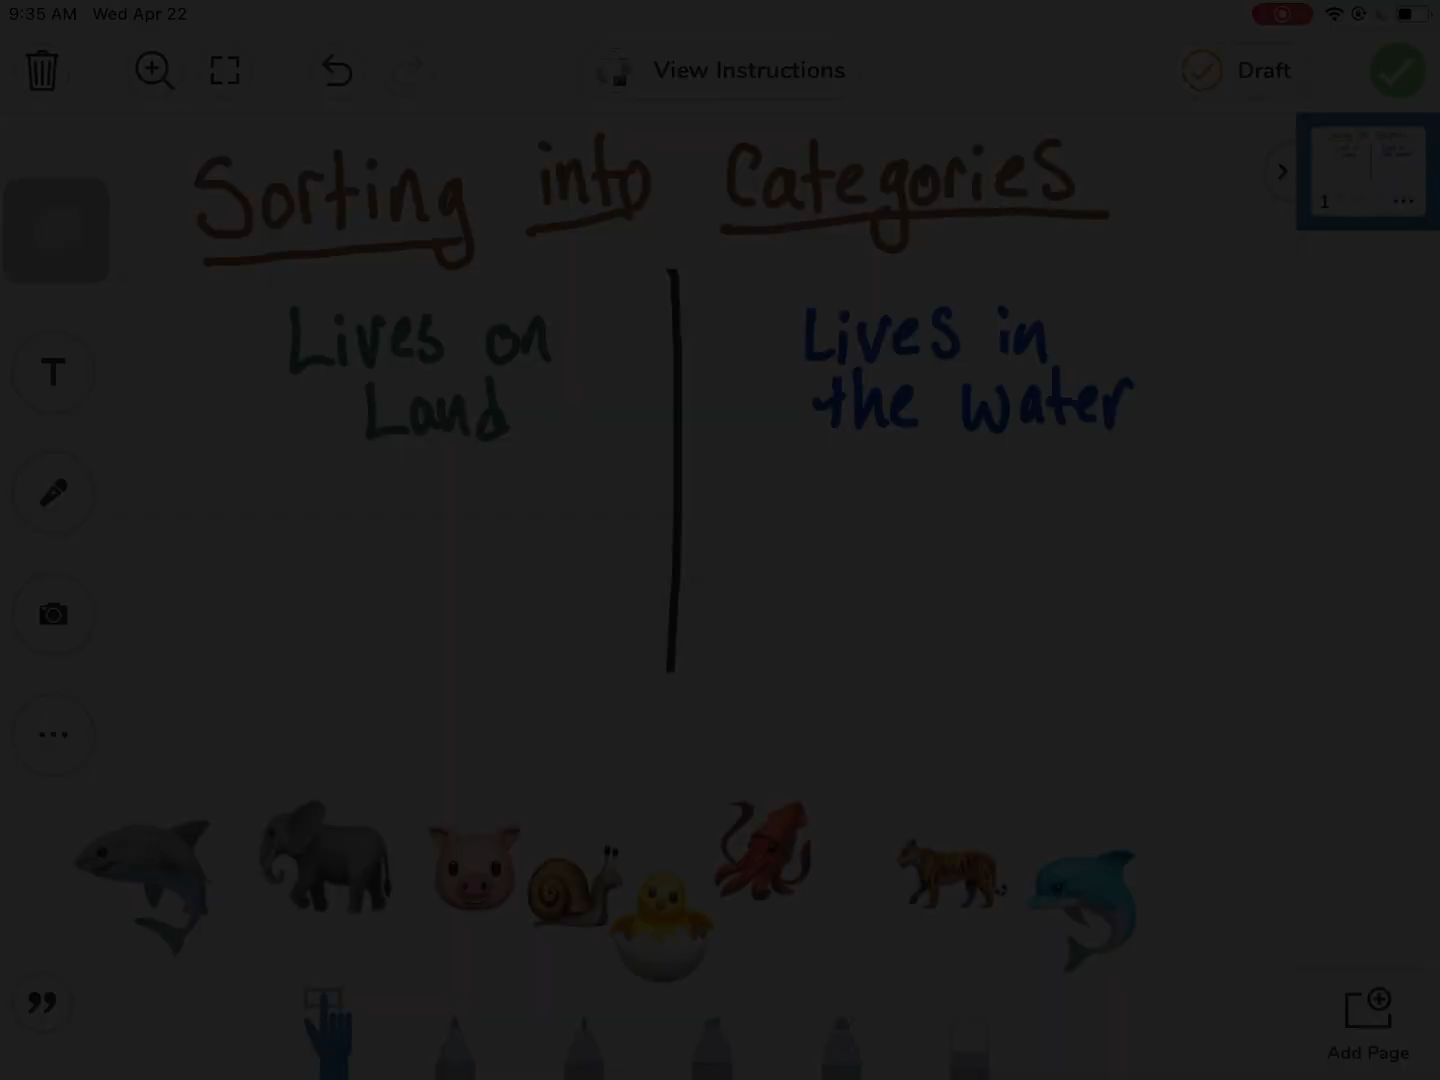 9:35 AM Wed Apr 22
View Instructions
Draft
Sorting into Categories
Lives on
Land
Lives in
the water
T
1
Add Page